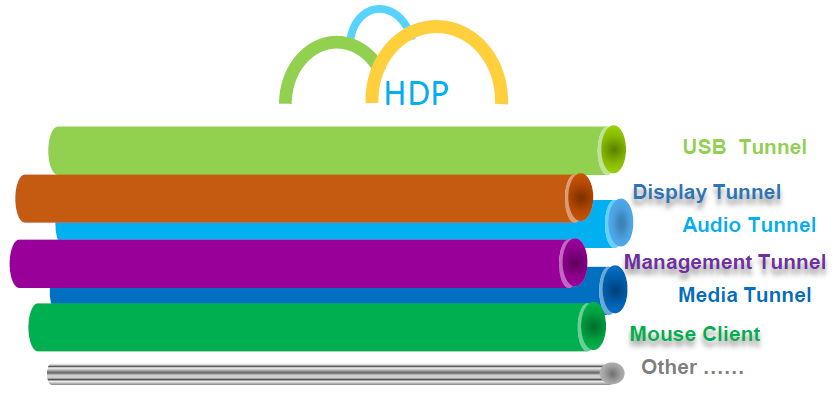 HDP
USB Tunnel
Display Tunnel
Audio Tunnel
Management Tunnel
Media Tunnel
Mouse Client
Other ......